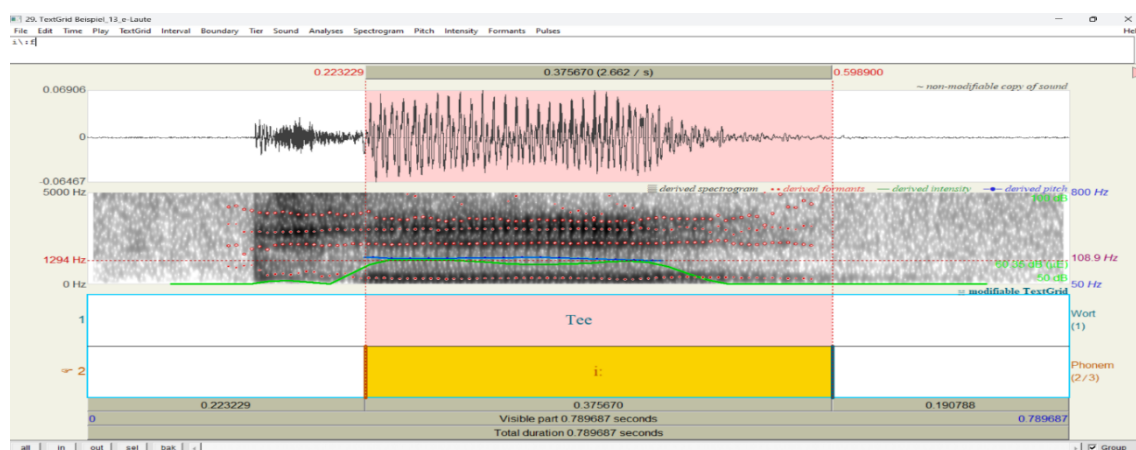 29. TextGrid Beispiel_13_e-Laute
File Edit Time Play TextGrid Interval Boundary Tier Sound Analyses Spectrogram Pitch Intensity Formants Pulses Hel
i\:f
0.223229 0.375670 (2.662 / s) 0.598900
0.06906 ~ non-modifiable copy of sound
0
-0.06467
5000 Hz derived spectrogram derived formants derived intensity derived pitch 800 Hz
100 dB
1294 Hz 108.9 Hz
50 dB
0 Hz 50 Hz
modifiable TextGrid
1 Tee Wort
(1)
2 i: Phonem
(2/3)
0.223229 0.375670 0.190788
0 Visible part 0.789687 seconds 0.789687
Total duration 0.789687 seconds
all in out sel bak Group